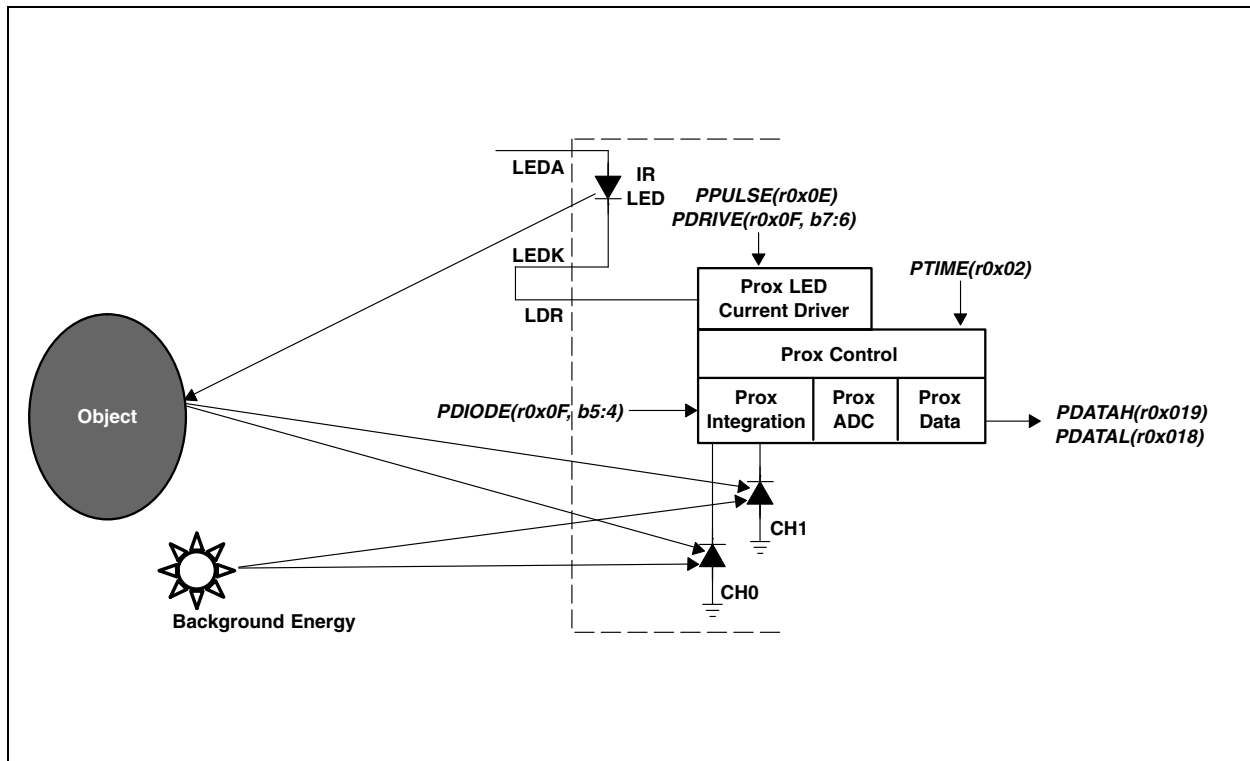 LEDA
IR
LED
PPULSE(r0x0E)
PDRIVE(r0x0F, b7:6)
LEDK
PTIME(r0x02)
Prox LED
Current Driver
LDR
Prox Control
Object
PDIODE(r0x0F, b5:4)
Prox
Integration
Prox
ADC
Prox
Data
PDATAH(r0x019)
PDATAL(r0x018)
CH1
CH0
Background Energy